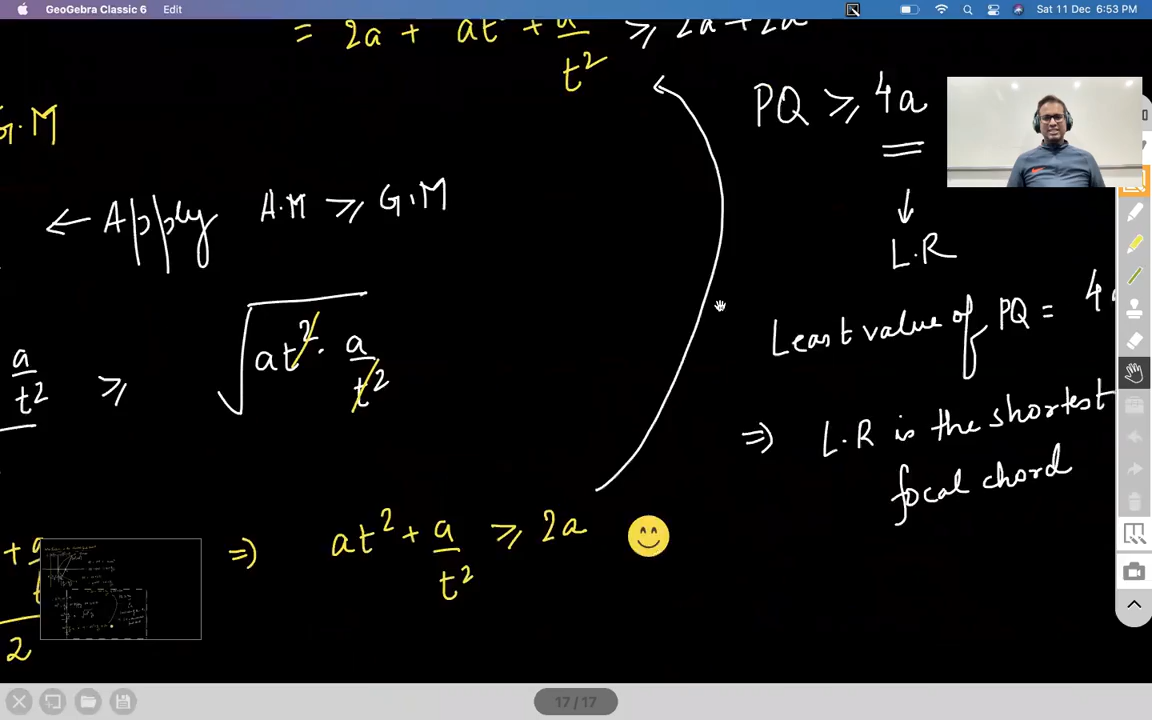 GeoGebra Classic 6 Edit Sat 11 Dec 6:53 PM
= 2a + at² + a/t² ≥ 2a + 2a
PQ ≥ 4a
G.M
← Apply A.M ≥ G.M
L.R
Least value of PQ = 4
a/t² ≥ √(at² · a/t²)
⇒ L.R is the shortest
focal chord
⇒ at² + a/t² ≥ 2a
2
17 / 17